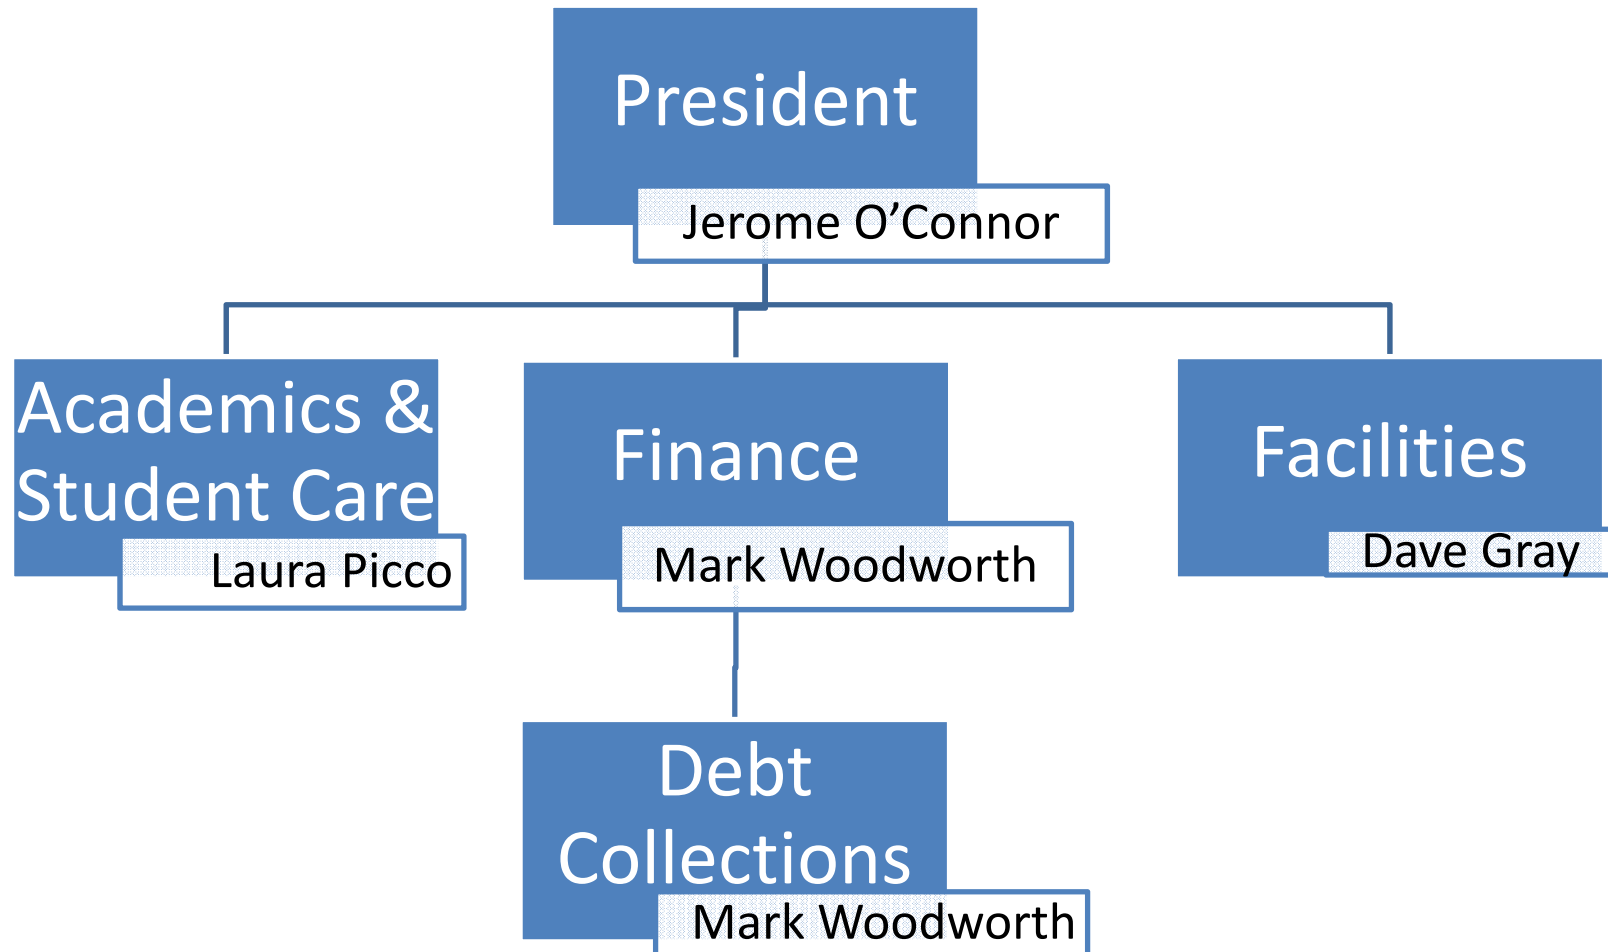 President
Jerome O’Connor
Academics &
Student Care
Laura Picco
Finance
Mark Woodworth
Facilities
Dave Gray
Debt
Collections
Mark Woodworth